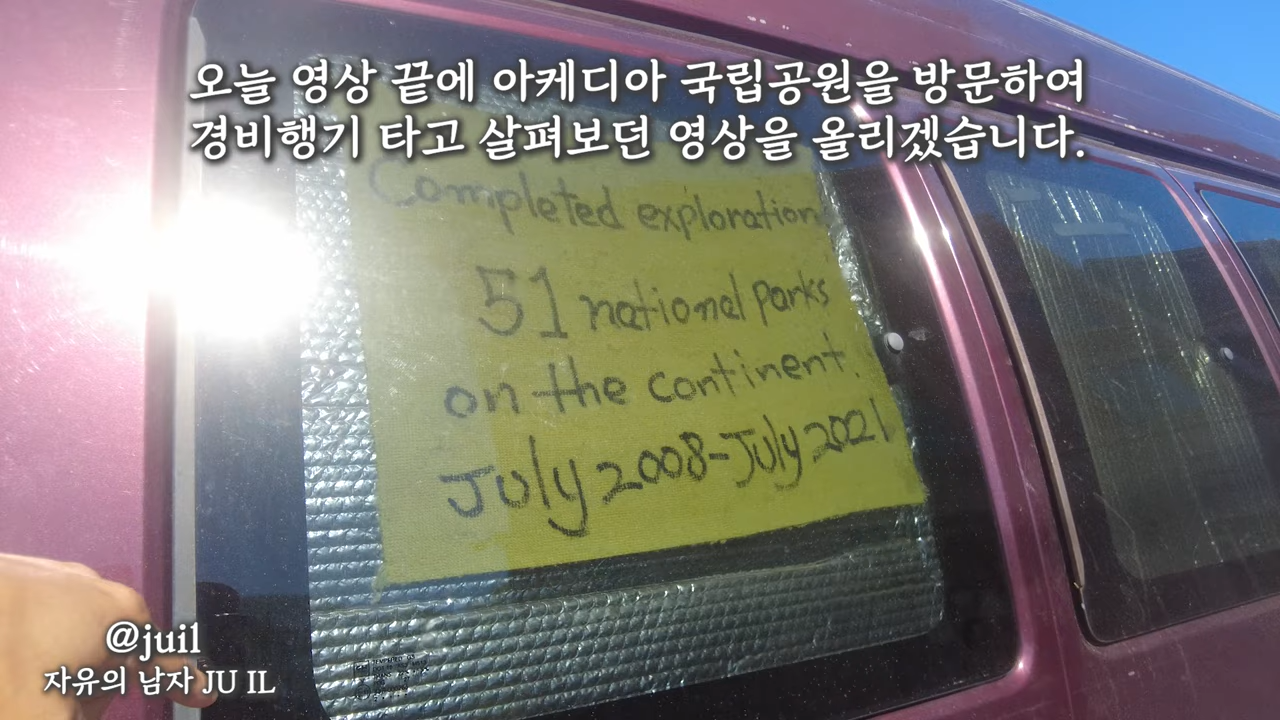 오늘 영상 끝에 아케디아 국립공원을 방문하여
경비행기 타고 살펴보던 영상을 올리겠습니다.
Completed exploration
51 national parks
on the continent.
July 2008-July 2021
@juil
자유의 남자 JU IL